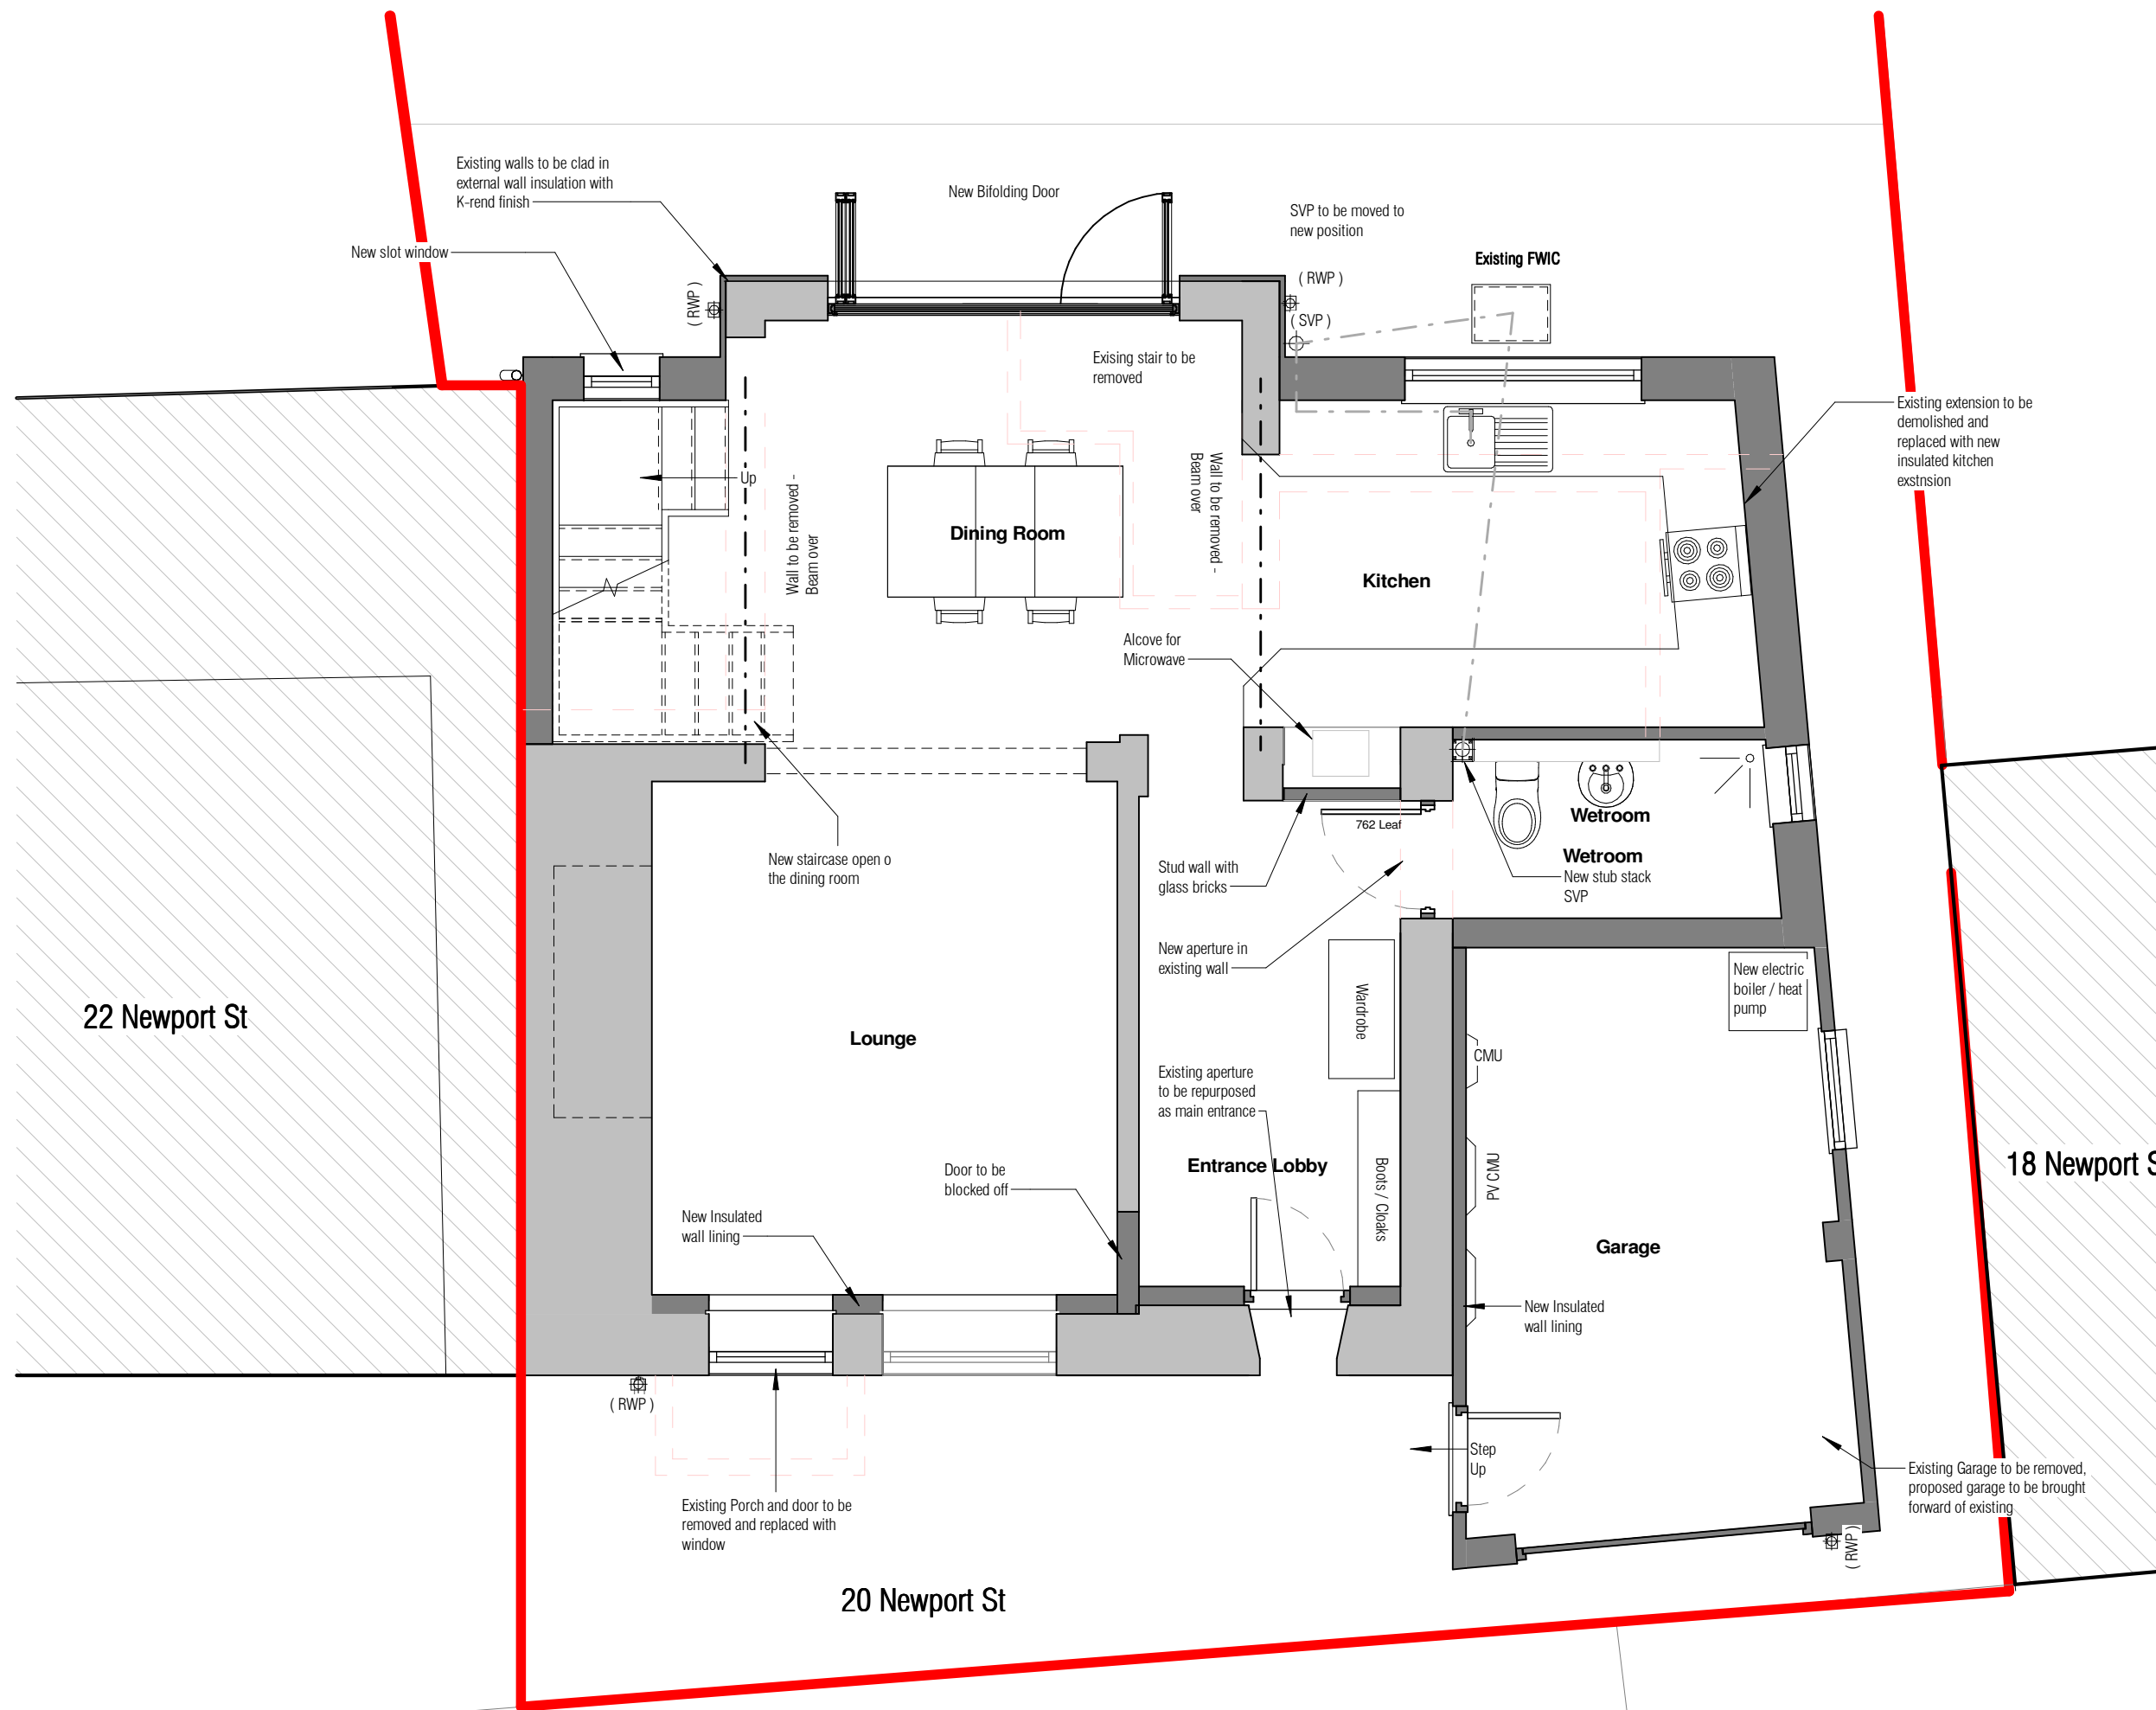 Existing walls to be clad in
external wall insulation with
K-rend finish
New Bifolding Door
SVP to be moved to
new position
New slot window
Existing FWIC
( RWP )
( RWP )
( SVP )
Exising stair to be
removed
Existing extension to be
demolished and
replaced with new
insulated kitchen
exstnsion
Up
Wall to be removed -
Beam over
Wall to be removed -
Beam over
Dining Room
Kitchen
Alcove for
Microwave
762 Leaf
Wetroom
Wetroom
New stub stack
SVP
New staircase open o
the dining room
Stud wall with
glass bricks
New aperture in
existing wall
New electric
boiler / heat
pump
22 Newport St
Lounge
Wardrobe
CMU
Existing aperture
to be repurposed
as main entrance
Entrance Lobby
Boots / Cloaks
PV CMU
18 Newport S
Door to be
blocked off
New Insulated
wall lining
Garage
New Insulated
wall lining
( RWP )
Step
Up
Existing Garage to be removed,
proposed garage to be brought
forward of existing
Existing Porch and door to be
removed and replaced with
window
( RWP )
20 Newport St